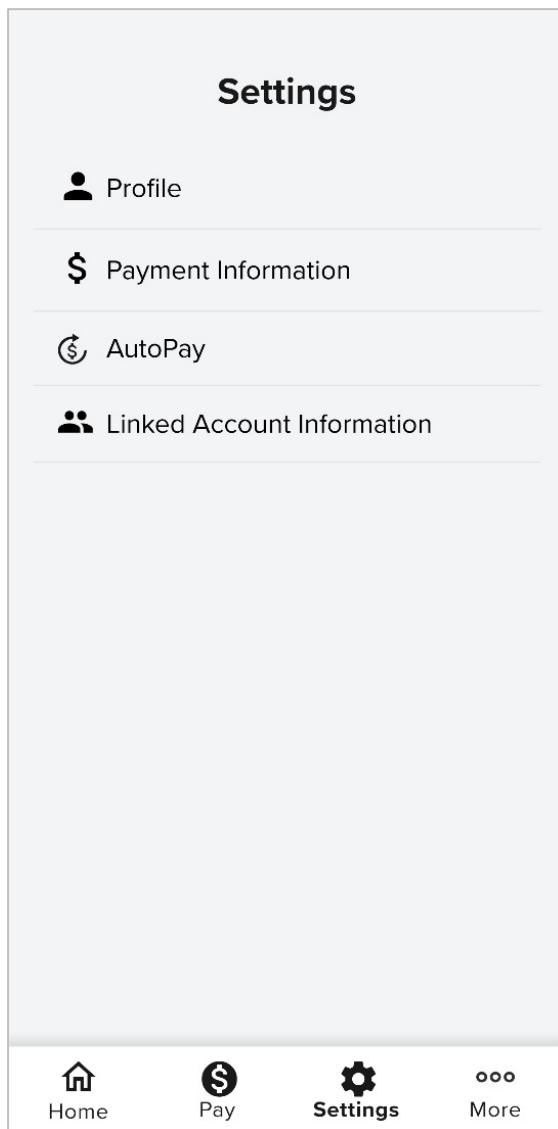 Settings
Profile
Payment Information
AutoPay
Linked Account Information
Home
Pay
Settings
More